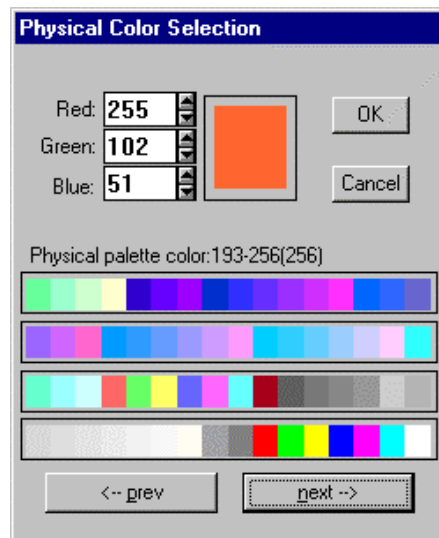 Physical Color Selection
Red: 255
OK
Green: 102
Blue: 51
Cancel
Physical palette color:193-256(256)
<-- prev
next -->